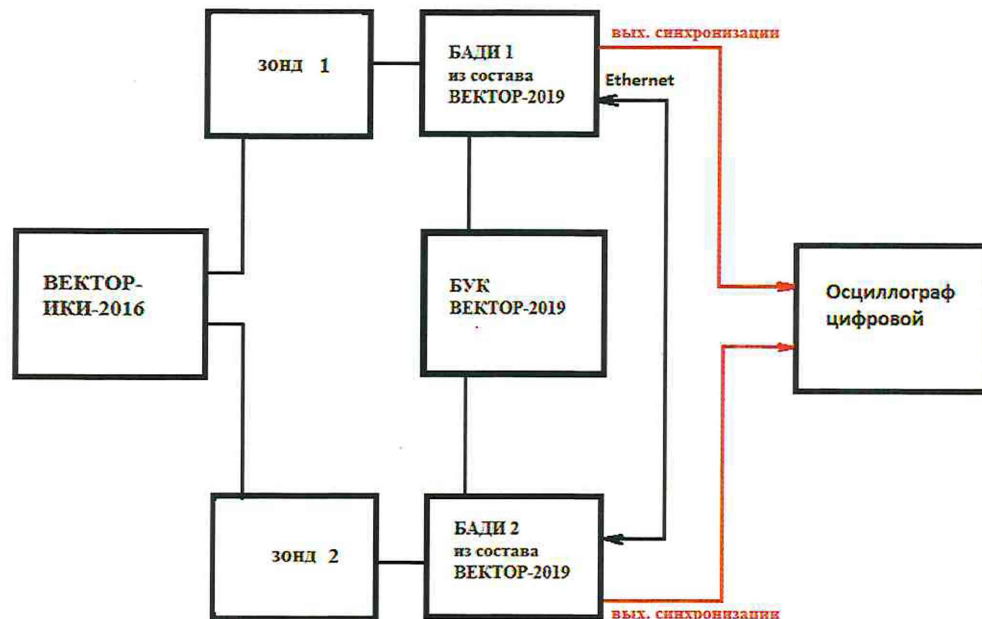 вых. синхронизации
зонд 1
БАДИ 1
из состава
ВЕКТОР-2019
Ethernet
ВЕКТОР-
ИКИ-2016
БУК
ВЕКТОР-2019
Осциллограф
цифровой
зонд 2
БАДИ 2
из состава
ВЕКТОР-2019
вых. синхронизации